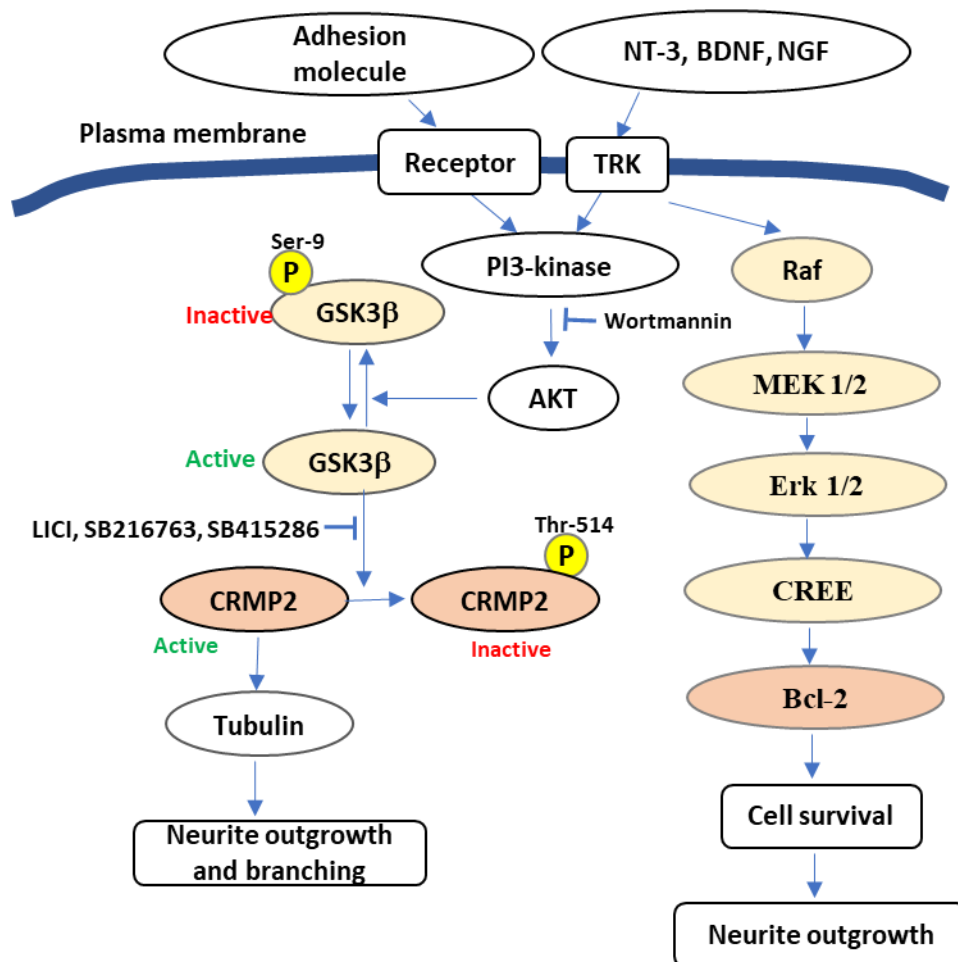 Adhesion
molecule
NT-3, BDNF, NGF
Plasma membrane
Receptor
TRK
Ser-9
P
Inactive
GSK3β
PI3-kinase
Raf
Wortmannin
MEK 1/2
AKT
Active
GSK3β
Erk 1/2
LICI, SB216763, SB415286
Thr-514
P
CRMP2
CRMP2
CREE
Active
Inactive
Bcl-2
Tubulin
Cell survival
Neurite outgrowth
and branching
Neurite outgrowth